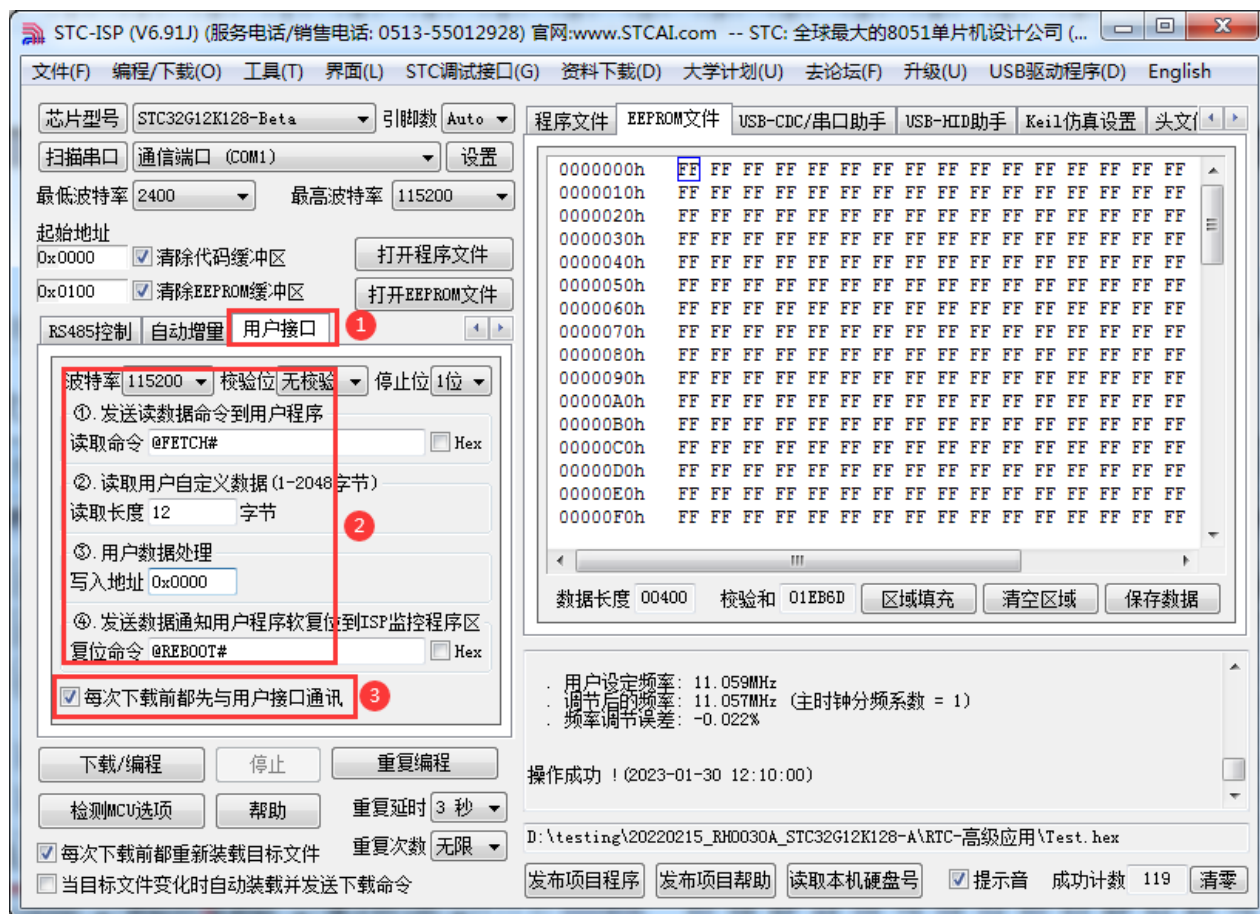 STC-ISP (V6.91J) (服务电话/销售电话: 0513-55012928) 官网:www.STCAI.com -- STC: 全球最大的8051单片机设计公司 (...
文件(F) 编程/下载(O) 工具(T) 界面(L) STC调试接口(G) 资料下载(D) 大学计划(U) 去论坛(F) 升级(U) USB驱动程序(D) English
芯片型号 STC32G12K128-Beta 引脚数 Auto
扫描串口 通信端口 (COM1) 设置
最低波特率 2400 最高波特率 115200
起始地址
0x0000 清除代码缓冲区 打开程序文件
0x0100 清除EEPROM缓冲区 打开EEPROM文件
RS485控制 自动增量 用户接口 1
波特率 115200 校验位 无校验 停止位 1位
①.发送读数据命令到用户程序
读取命令 @FETCH# Hex
②.读取用户自定义数据(1-2048字节)
读取长度 12 字节
2
③.用户数据处理
写入地址 0x0000
④.发送数据通知用户程序软复位到ISP监控程序区
复位命令 @REBOOT# Hex
每次下载前都先与用户接口通讯 3
下载/编程 停止 重复编程
检测MCU选项 帮助 重复延时 3 秒
每次下载前都重新装载目标文件 重复次数 无限
当目标文件变化时自动装载并发送下载命令
程序文件 EEPROM文件 USB-CDC/串口助手 USB-HID助手 Keil仿真设置
0000000h FF FF FF FF FF FF FF FF FF FF FF FF FF FF FF FF
0000010h FF FF FF FF FF FF FF FF FF FF FF FF FF FF FF FF
0000020h FF FF FF FF FF FF FF FF FF FF FF FF FF FF FF FF
0000030h FF FF FF FF FF FF FF FF FF FF FF FF FF FF FF FF
0000040h FF FF FF FF FF FF FF FF FF FF FF FF FF FF FF FF
0000050h FF FF FF FF FF FF FF FF FF FF FF FF FF FF FF FF
0000060h FF FF FF FF FF FF FF FF FF FF FF FF FF FF FF FF
0000070h FF FF FF FF FF FF FF FF FF FF FF FF FF FF FF FF
0000080h FF FF FF FF FF FF FF FF FF FF FF FF FF FF FF FF
0000090h FF FF FF FF FF FF FF FF FF FF FF FF FF FF FF FF
00000A0h FF FF FF FF FF FF FF FF FF FF FF FF FF FF FF FF
00000B0h FF FF FF FF FF FF FF FF FF FF FF FF FF FF FF FF
00000C0h FF FF FF FF FF FF FF FF FF FF FF FF FF FF FF FF
00000D0h FF FF FF FF FF FF FF FF FF FF FF FF FF FF FF FF
00000E0h FF FF FF FF FF FF FF FF FF FF FF FF FF FF FF FF
00000F0h FF FF FF FF FF FF FF FF FF FF FF FF FF FF FF FF
数据长度 00400 校验和 01EB6D 区域填充 清空区域 保存数据
. 用户设定频率: 11.059MHz
. 调节后的频率: 11.057MHz (主时钟分频系数 = 1)
. 频率调节误差: -0.022%
操作成功 !(2023-01-30 12:10:00)
D:\testing\20220215_RH0030A_STC32G12K128-A\RTC-高级应用\Test.hex
发布项目程序 发布项目帮助 读取本机硬盘号 提示音 成功计数 119 清零